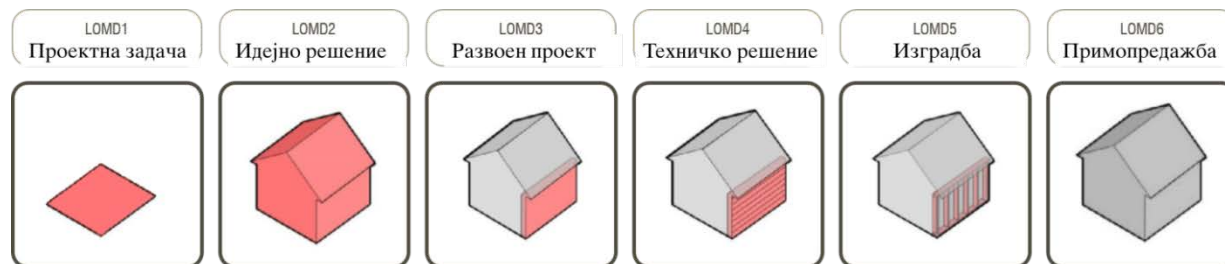 LOMD1
Проектна задача
LOMD2
Идејно решение
LOMD3
Развоен проект
LOMD4
Техничко решение
LOMD5
Изградба
LOMD6
Примопредажба